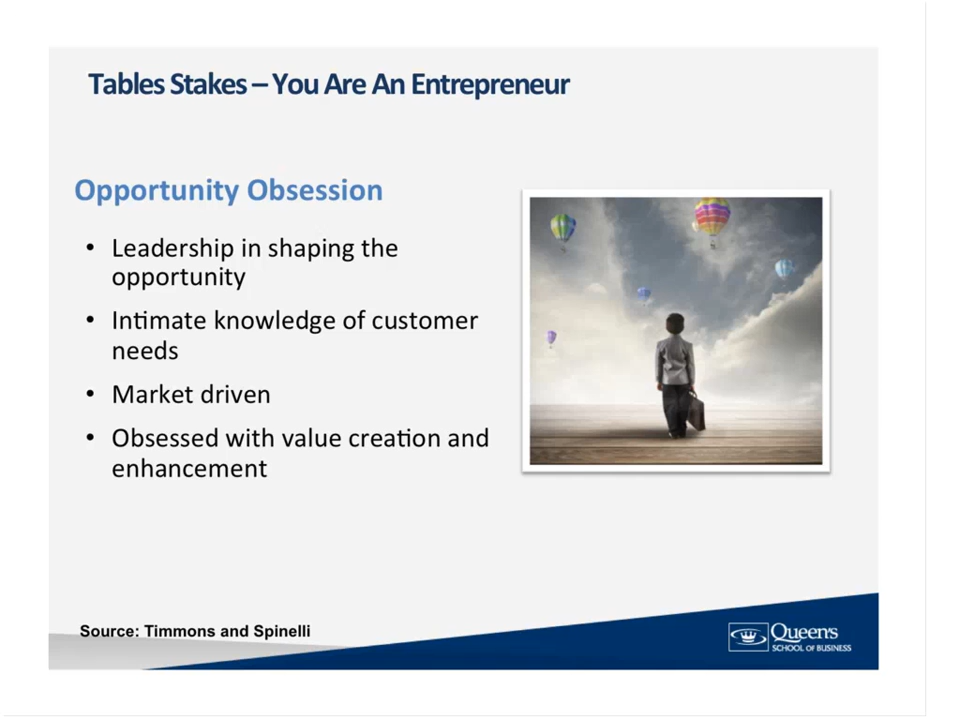 Tables Stakes – You Are An Entrepreneur
Opportunity Obsession
• Leadership in shaping the
opportunity
• Intimate knowledge of customer
needs
• Market driven
• Obsessed with value creation and
enhancement
Source: Timmons and Spinelli
Queen's
SCHOOL OF BUSINESS